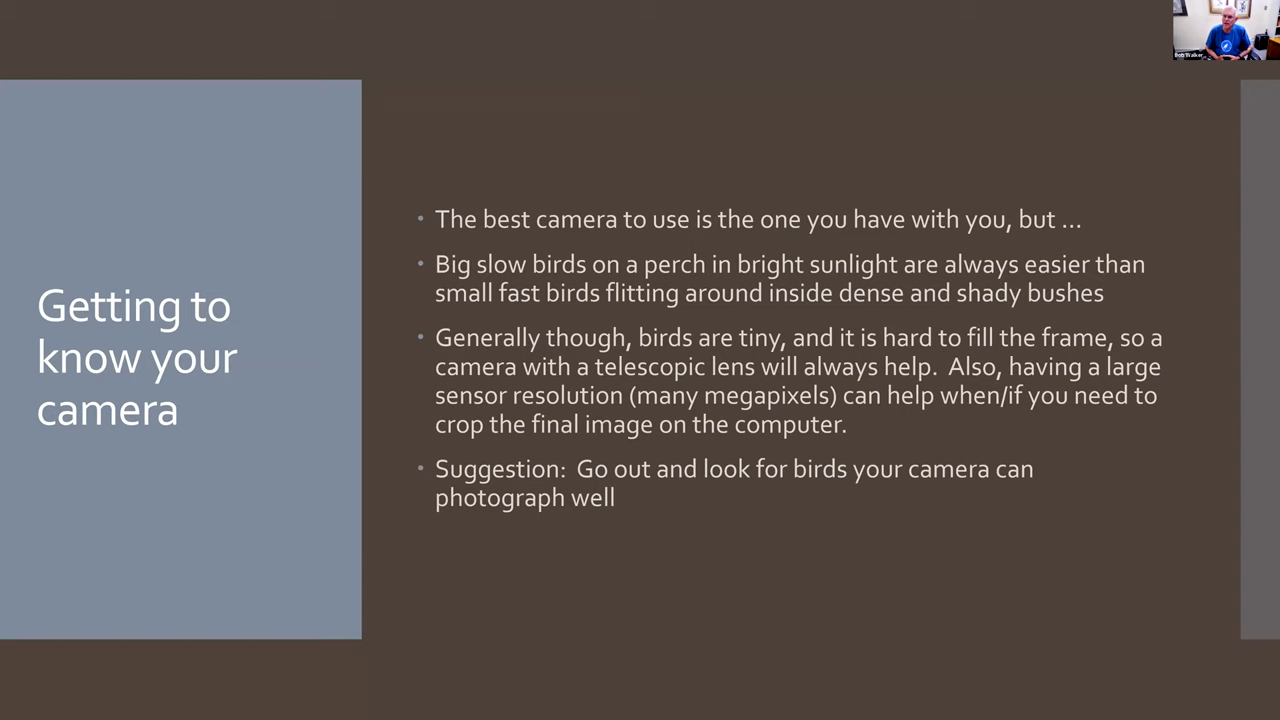 Bob Walker
Getting to
know your
camera
• The best camera to use is the one you have with you, but ...
• Big slow birds on a perch in bright sunlight are always easier than
small fast birds flitting around inside dense and shady bushes
• Generally though, birds are tiny, and it is hard to fill the frame, so a
camera with a telescopic lens will always help.  Also, having a large
sensor resolution (many megapixels) can help when/if you need to
crop the final image on the computer.
• Suggestion:  Go out and look for birds your camera can
photograph well